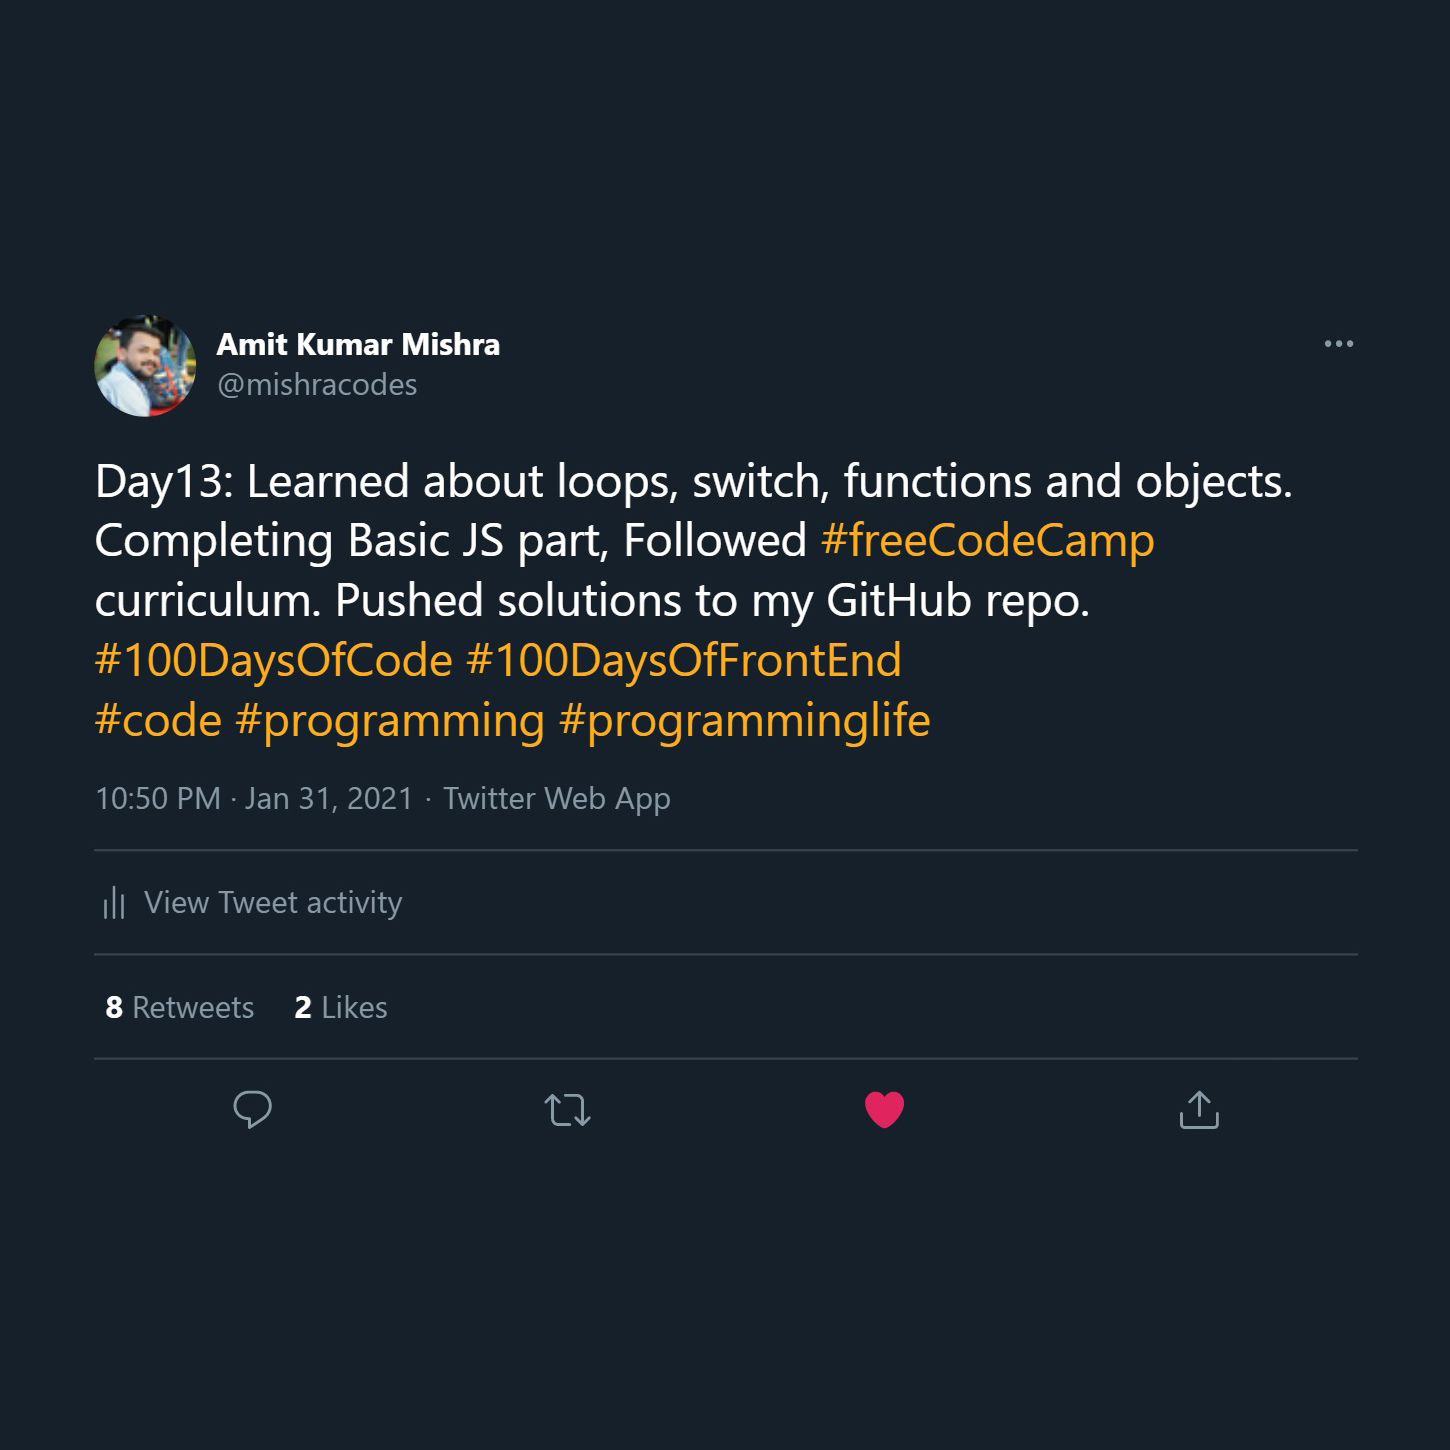 Amit Kumar Mishra
@mishracodes
Day13: Learned about loops, switch, functions and objects.
Completing Basic JS part, Followed #freeCodeCamp
curriculum. Pushed solutions to my GitHub repo.
#100DaysOfCode #100DaysOfFrontEnd
#code #programming #programminglife
10:50 PM · Jan 31, 2021 · Twitter Web App
View Tweet activity
8 Retweets 2 Likes